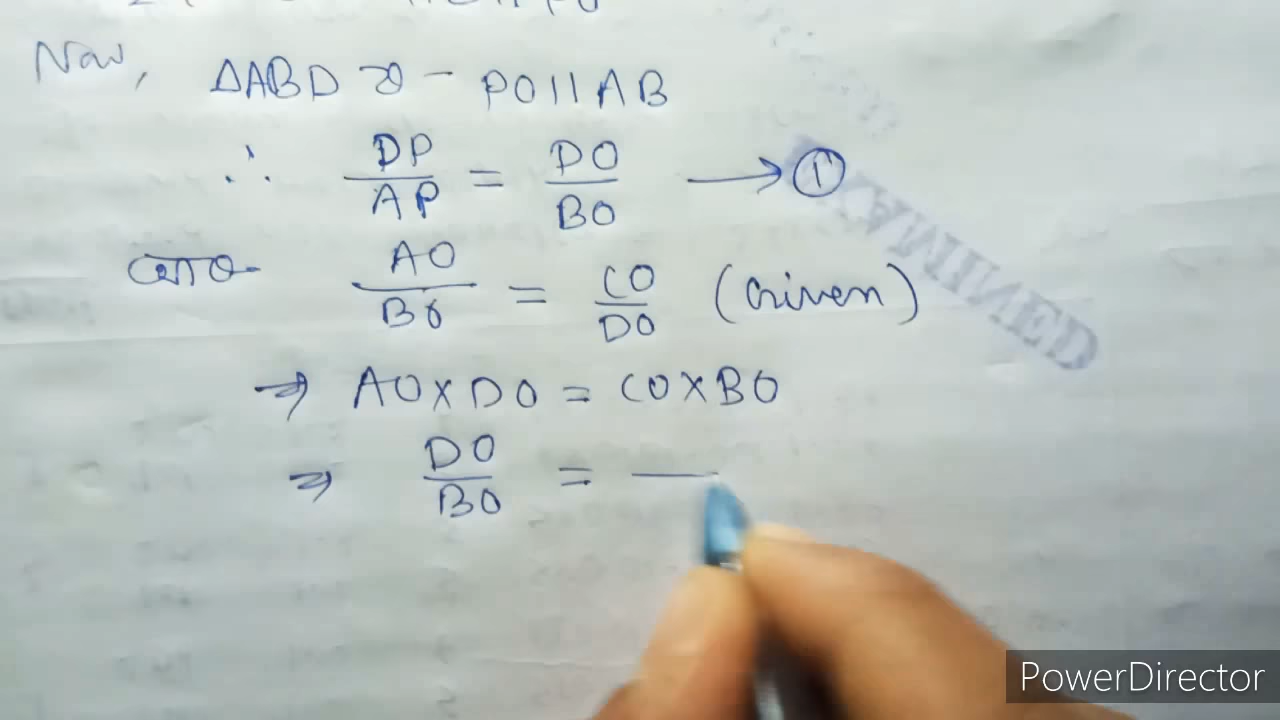 Now, ΔABD ত - PO||AB
∴ DP/AP = DO/BO → ①
AO/BO = CO/DO (Given)
⇒ AO×DO = CO×BO
⇒ DO/BO =
EXAMINED
PowerDirector